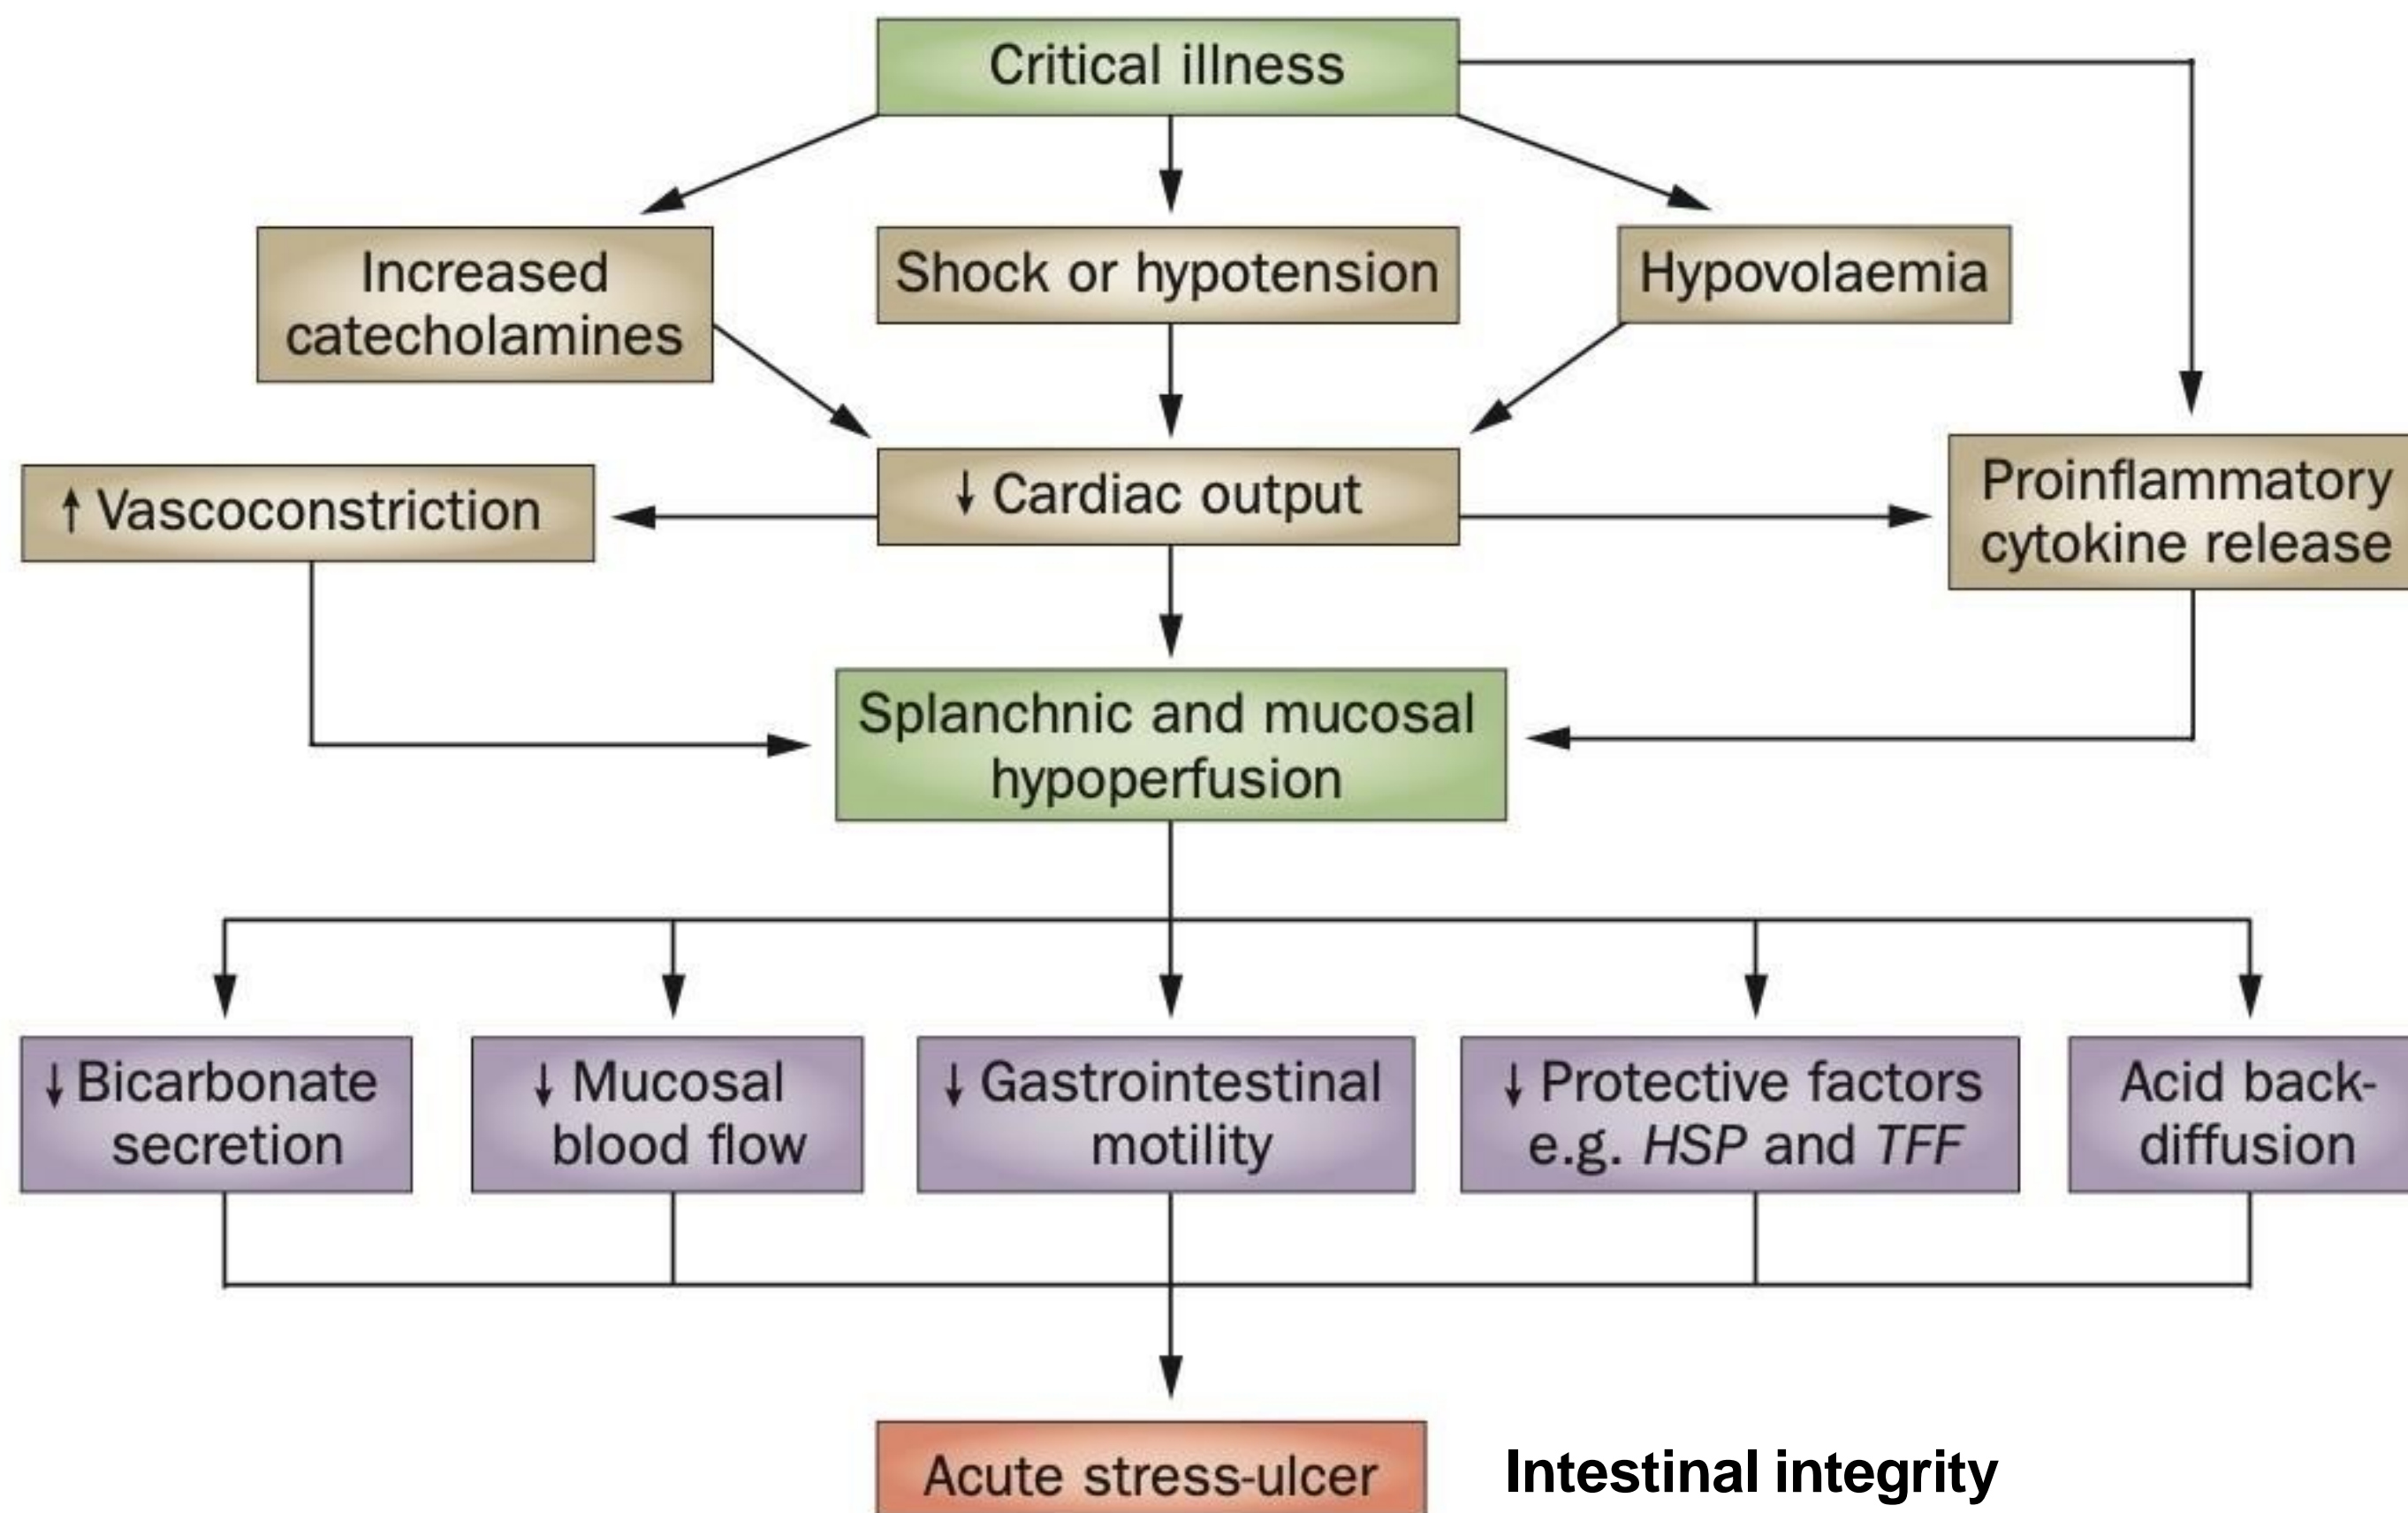 Critical illness
Increased
catecholamines
Shock or hypotension
Hypovolaemia
↑ Vascoconstriction
↓ Cardiac output
Proinflammatory
cytokine release
Splanchnic and mucosal
hypoperfusion
↓ Bicarbonate
secretion
↓ Mucosal
blood flow
↓ Gastrointestinal
motility
↓ Protective factors
e.g. HSP and TFF
Acid back-
diffusion
Acute stress-ulcer
Intestinal integrity